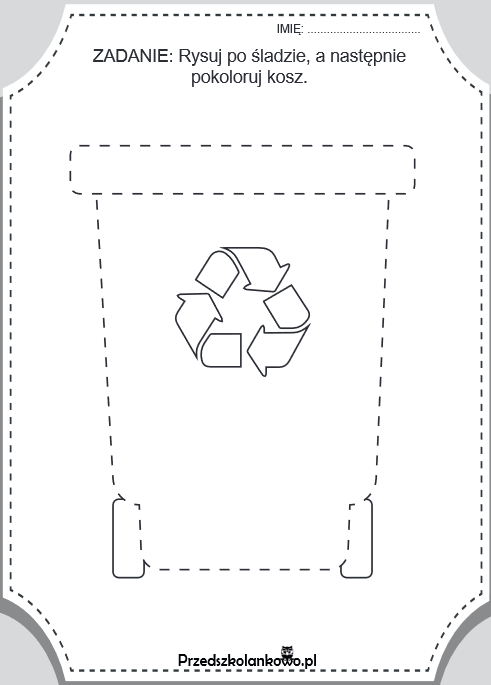 IMIĘ: ...................................
ZADANIE: Rysuj po śladzie, a następnie
pokoloruj kosz.
Przedszkolankowo.pl